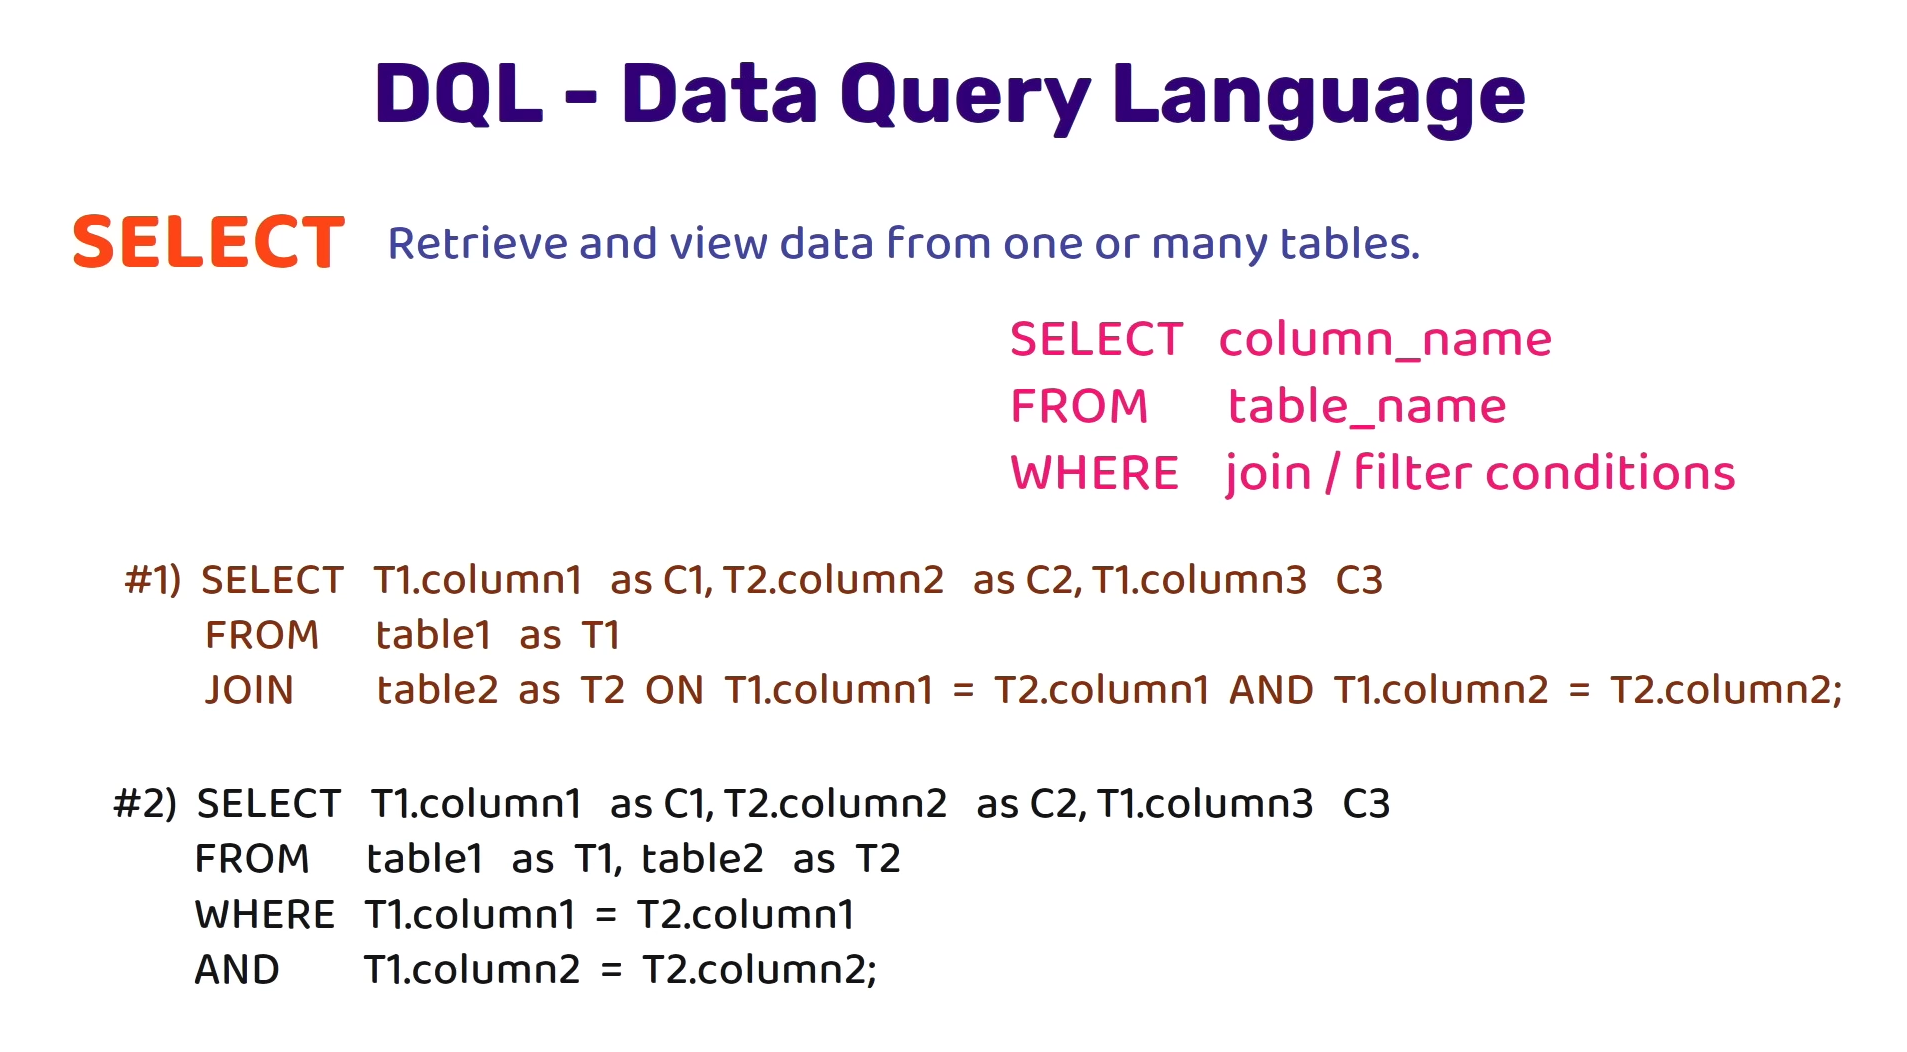 DQL - Data Query Language
SELECT Retrieve and view data from one or many tables.
SELECT column_name
FROM table_name
WHERE join / filter conditions
#1) SELECT T1.column1 as C1, T2.column2 as C2, T1.column3 C3
FROM table1 as T1
JOIN table2 as T2 ON T1.column1 = T2.column1 AND T1.column2 = T2.column2;
#2) SELECT T1.column1 as C1, T2.column2 as C2, T1.column3 C3
FROM table1 as T1, table2 as T2
WHERE T1.column1 = T2.column1
AND T1.column2 = T2.column2;